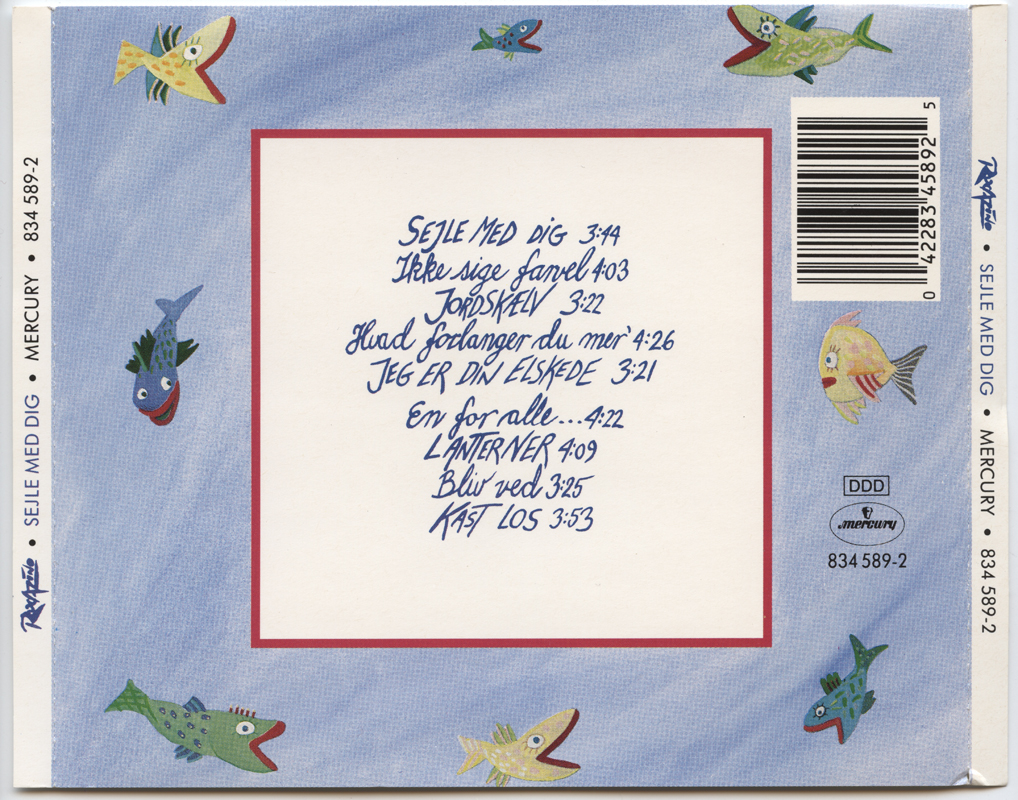 SEJLE MED DIG 3:44
Ikke sige farvel 4:03
JORDSKÆLV 3:22
Hvad forlanger du mer' 4:26
JEG ER DIN ELSKEDE 3:21
En for alle... 4:22
LANTERNER 4:09
Bliv ved 3:25
KAST LOS 3:53
0 42283 45892 5
DDD
mercury
834 589-2
RoxAzino • SEJLE MED DIG • MERCURY • 834 589-2
RoxAzino • SEJLE MED DIG • MERCURY • 834 589-2